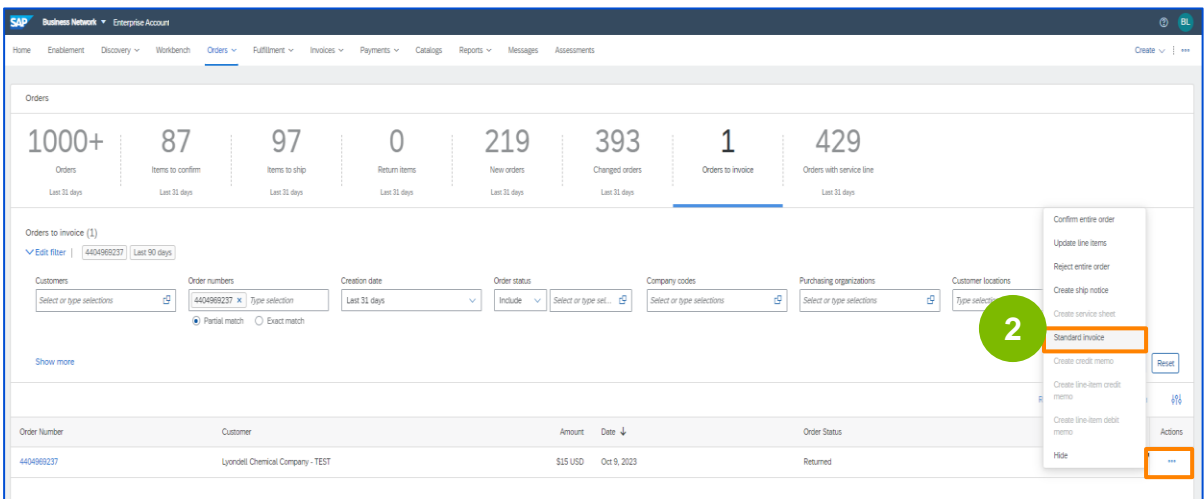 SAP Business Network Enterprise Account BL
Home Enablement Discovery Workbench Orders Fulfillment Invoices Payments Catalogs Reports Messages Assessments Create
Orders
1000+ 87 97 0 219 393 1 429
Orders Items to confirm Items to ship Return items New orders Changed orders Orders to invoice Orders with service line
Last 31 days Last 31 days Last 31 days Last 31 days Last 31 days Last 31 days Last 31 days
Orders to invoice (1)
Edit filter | 4404969237 Last 90 days
Customers Order numbers Creation date Order status Company codes Purchasing organizations Customer locations
Select or type selections 4404969237 × Type selection Last 31 days Include Select or type sel... Select or type selections Select or type selections Type selection
Partial match Exact match
Show more
Reset
Confirm entire order
Update line items
Reject entire order
Create ship notice
Create service sheet
2 Standard invoice
Create credit memo
Create line-item credit
memo
Create line-item debit
memo
Hide
Order Number Customer Amount Date ↓ Order Status Actions
4404969237 Lyondell Chemical Company - TEST $15 USD Oct 9, 2023 Returned ...